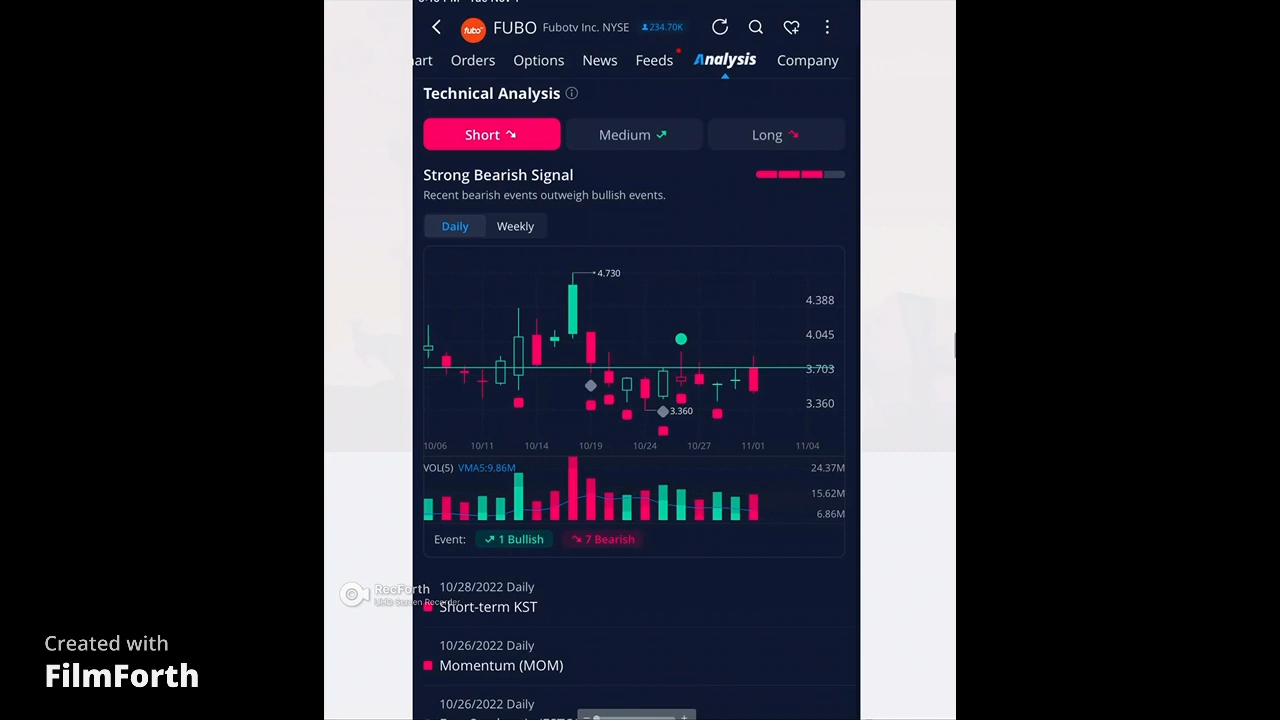 FUBO Fubotv Inc. NYSE 234.70K
art Orders Options News Feeds Analysis Company
Technical Analysis
Short Medium Long
Strong Bearish Signal
Recent bearish events outweigh bullish events.
Daily Weekly
4.730
4.388
4.045
3.703
3.360
3.360
10/06 10/11 10/14 10/19 10/24 10/27 11/01 11/04
VOL(5) VMA5:9.86M 24.37M
15.62M
6.86M
Event: 1 Bullish 7 Bearish
10/28/2022 Daily
Short-term KST
10/26/2022 Daily
Momentum (MOM)
10/26/2022 Daily
RecForth
UHD Screen Recorder
Created with
FilmForth
fubo